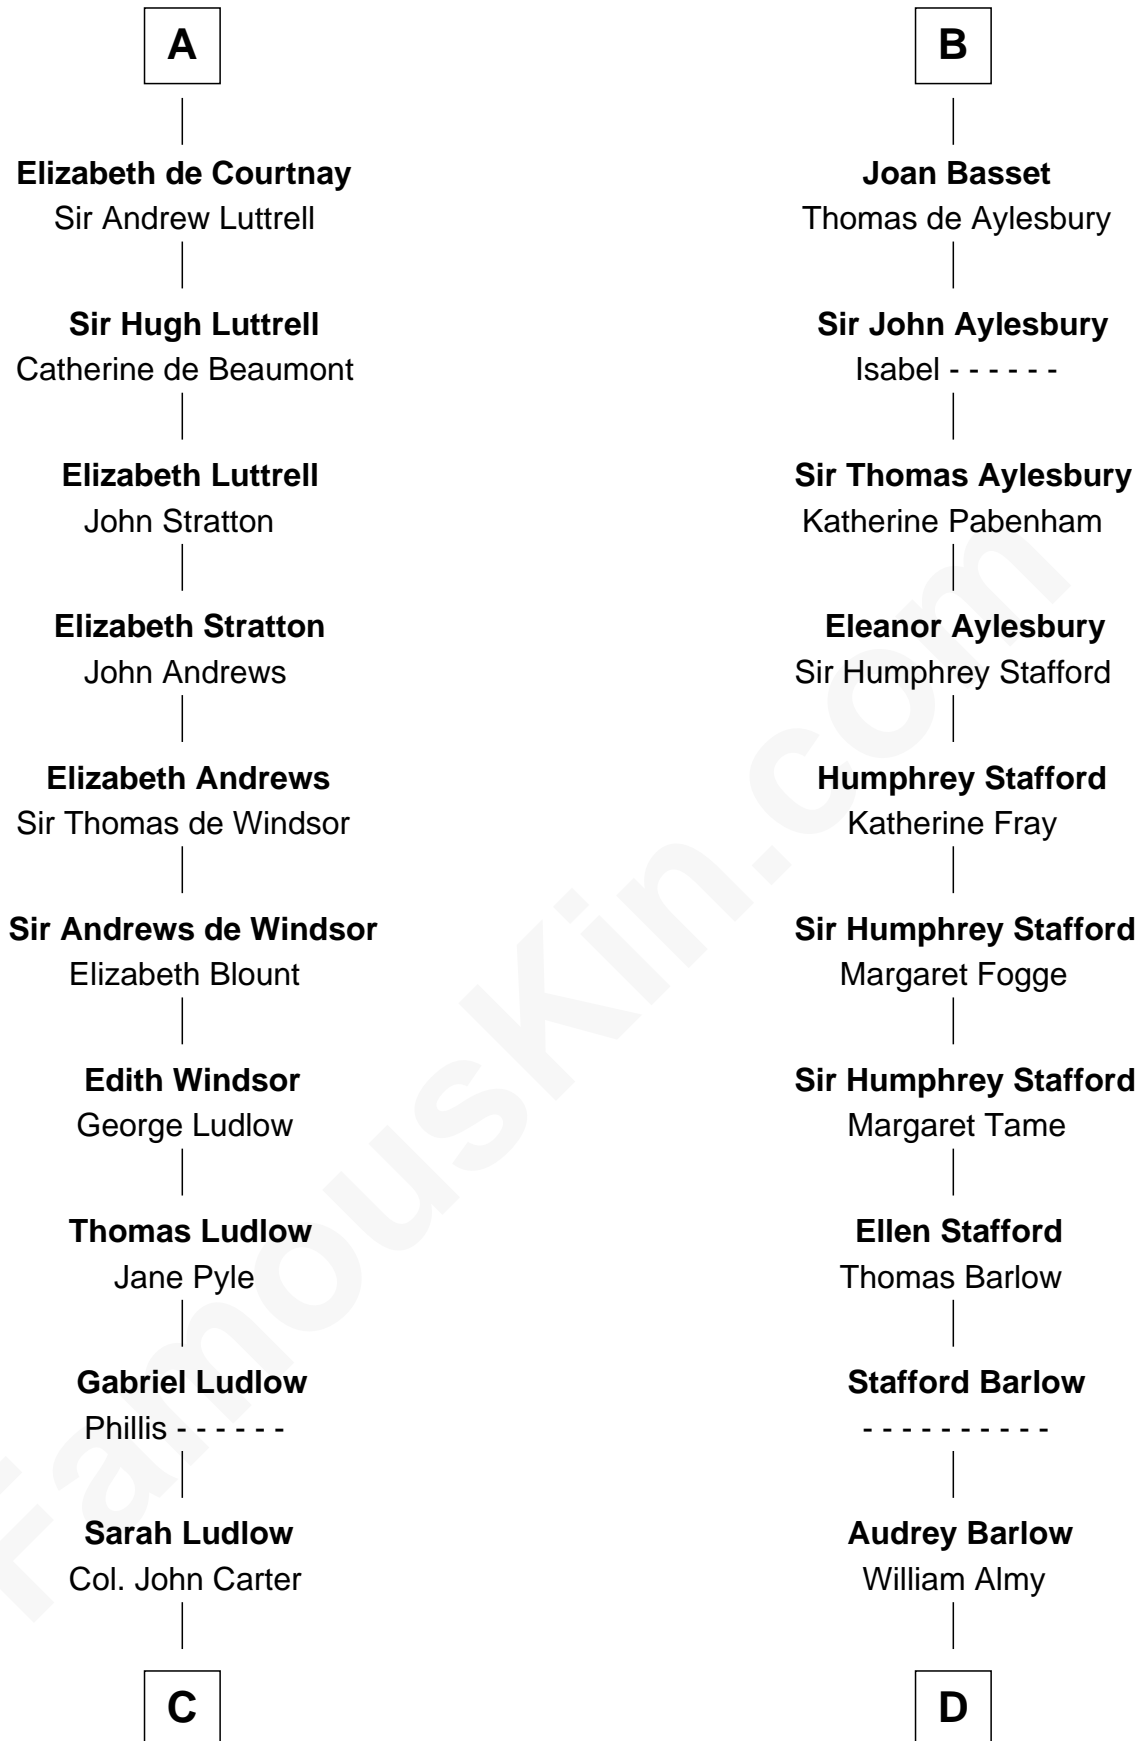 A
Elizabeth de Courtnay
Sir Andrew Luttrell
Sir Hugh Luttrell
Catherine de Beaumont
Elizabeth Luttrell
John Stratton
Elizabeth Stratton
John Andrews
Elizabeth Andrews
Sir Thomas de Windsor
Sir Andrews de Windsor
Elizabeth Blount
Edith Windsor
George Ludlow
Thomas Ludlow
Jane Pyle
Gabriel Ludlow
Phillis - - - - - -
Sarah Ludlow
Col. John Carter
C
B
Joan Basset
Thomas de Aylesbury
Sir John Aylesbury
Isabel - - - - - -
Sir Thomas Aylesbury
Katherine Pabenham
Eleanor Aylesbury
Sir Humphrey Stafford
Humphrey Stafford
Katherine Fray
Sir Humphrey Stafford
Margaret Fogge
Sir Humphrey Stafford
Margaret Tame
Ellen Stafford
Thomas Barlow
Stafford Barlow
- - - - - - - - - -
Audrey Barlow
William Almy
D
FamousKin.com